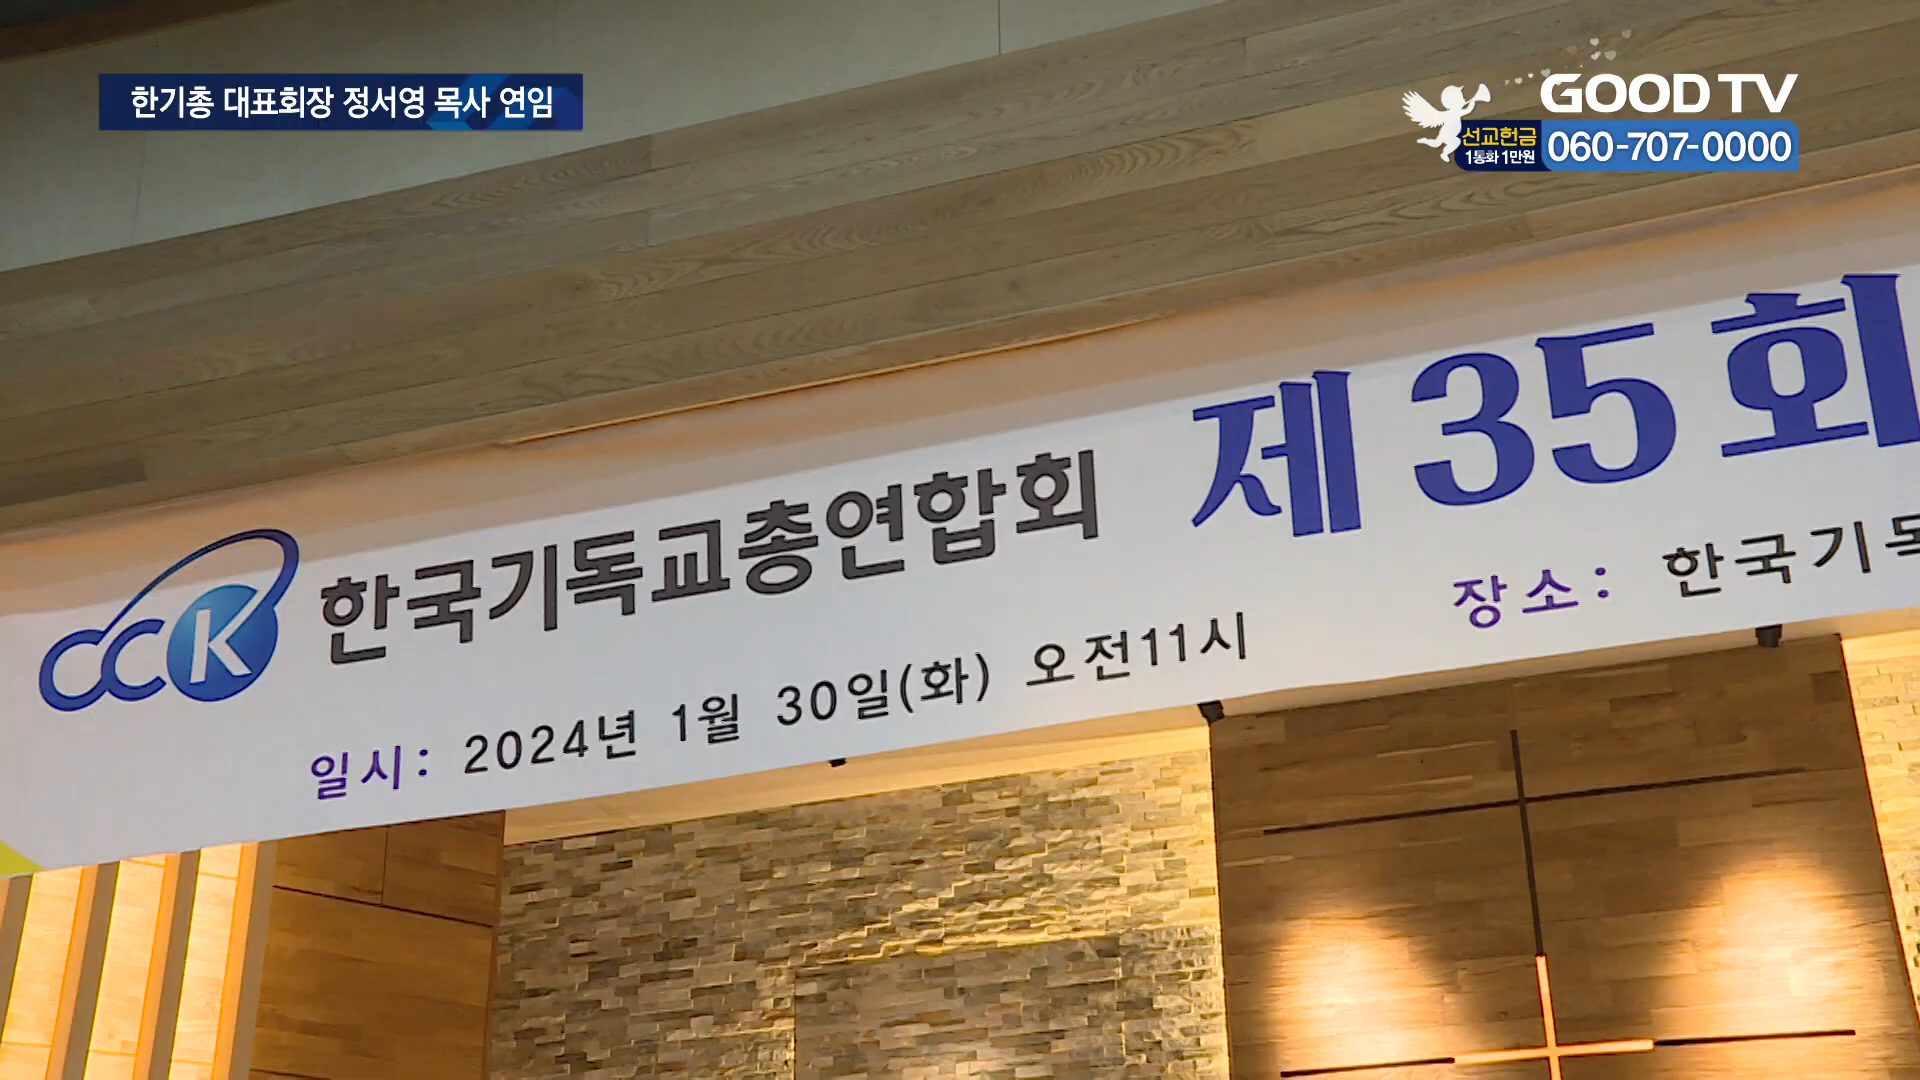 한기총 대표회장 정서영 목사 연임
GOOD TV
선교헌금
1통화 1만원
060-707-0000
제35회
CCK 한국기독교총연합회
일시: 2024년 1월 30일(화) 오전11시
장소: 한국기독